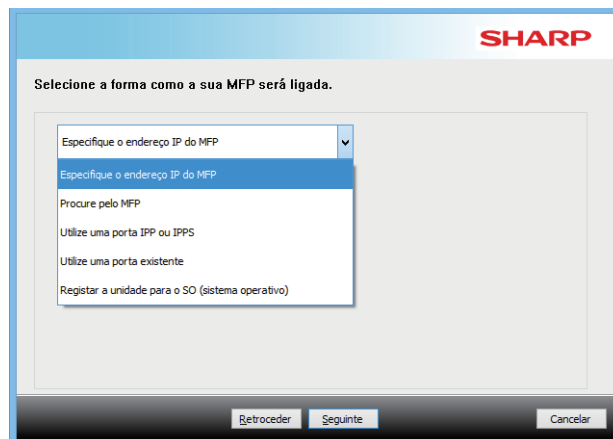 SHARP
Selecione a forma como a sua MFP será ligada.
Especifique o endereço IP do MFP
Especifique o endereço IP do MFP
Procure pelo MFP
Utilize uma porta IPP ou IPPS
Utilize uma porta existente
Registar a unidade para o SO (sistema operativo)
Retroceder Seguinte Cancelar